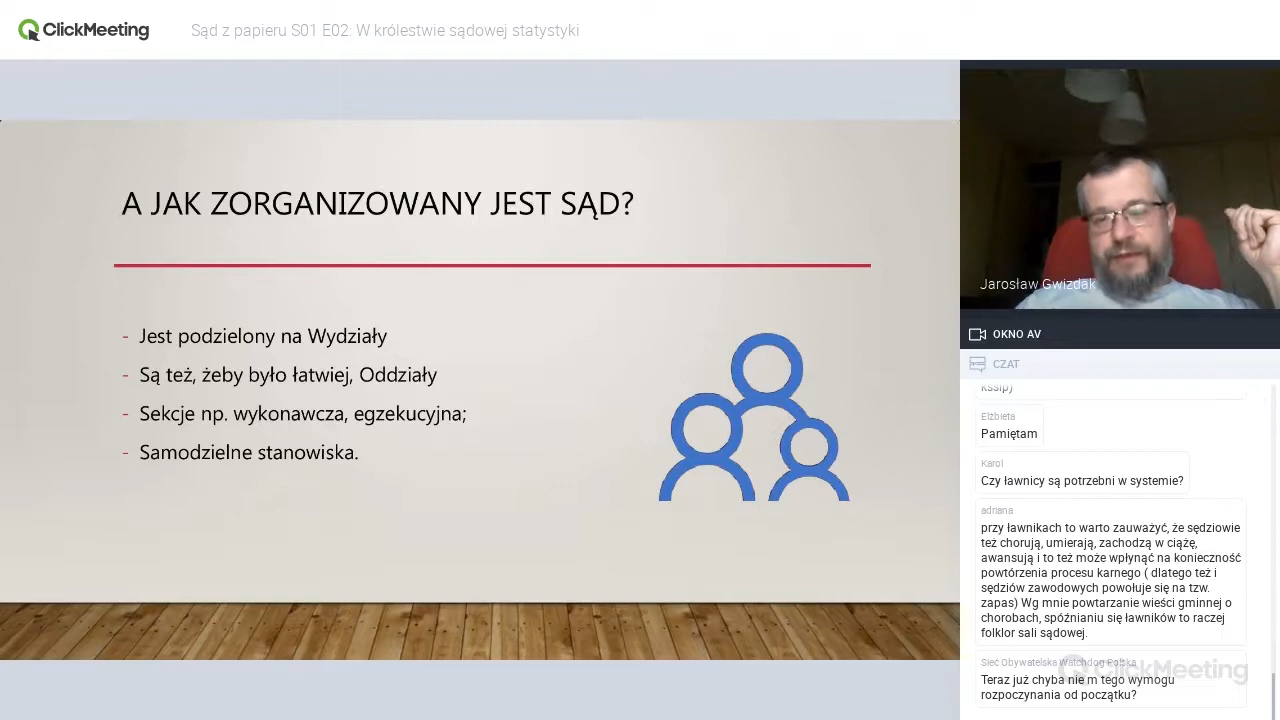 ClickMeeting
Sąd z papieru S01 E02: W królestwie sądowej statystyki
A JAK ZORGANIZOWANY JEST SĄD?
- Jest podzielony na Wydziały
- Są też, żeby było łatwiej, Oddziały
- Sekcje np. wykonawcza, egzekucyjna;
- Samodzielne stanowiska.
Jarosław Gwizdak
OKNO AV
CZAT
kssip)
Elżbieta
Pamiętam
Karol
Czy ławnicy są potrzebni w systemie?
adriana
przy ławnikach to warto zauważyć, że sędziowie
też chorują, umierają, zachodzą w ciążę,
awansują i to też może wpłynąć na konieczność
powtórzenia procesu karnego ( dlatego też i
sędziów zawodowych powołuje się na tzw.
zapas) Wg mnie powtarzanie wieści gminnej o
chorobach, spóźnianiu się ławników to raczej
folklor sali sądowej.
Sieć Obywatelska Watchdog Polska
Teraz już chyba nie m tego wymogu
rozpoczynania od początku?
ClickMeeting